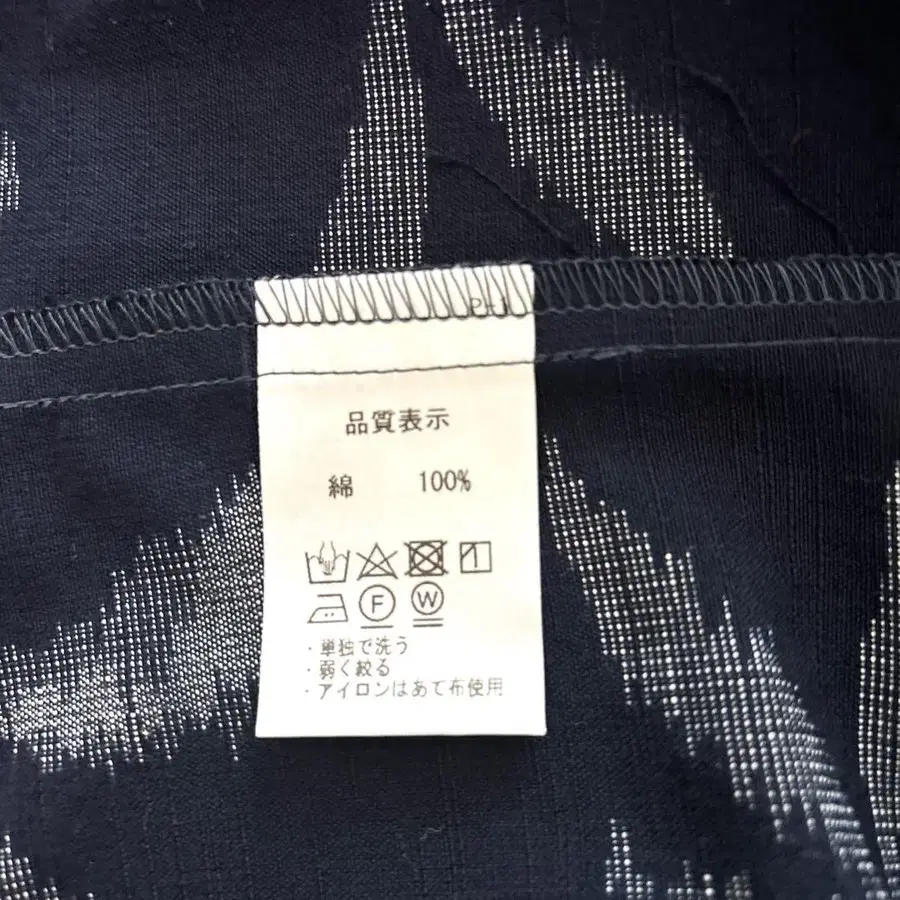 P-1
品質表示
綿 100%
F W
・単独で洗う
・弱く絞る
・アイロンはあて布使用